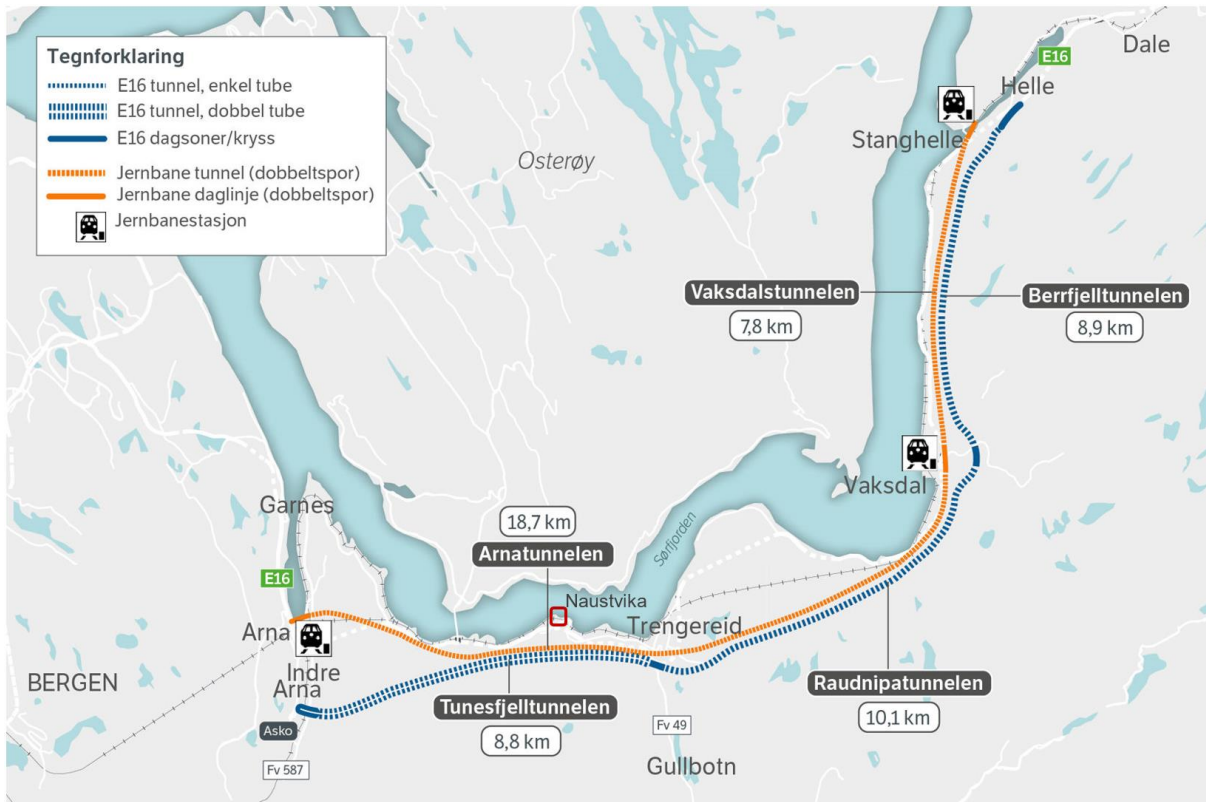 Tegnforklaring
E16 tunnel, enkel tube
E16 tunnel, dobbel tube
E16 dagsoner/kryss
Jernbane tunnel (dobbeltspor)
Jernbane daglinje (dobbeltspor)
Jernbanestasjon
Dale
E16
Helle
Stanghelle
Osterøy
Vaksdalstunnelen
7,8 km
Berrfjelltunnelen
8,9 km
Vaksdal
Garnes
18,7 km
Arnatunnelen
Sørfjorden
E16
Naustvika
Arna
Trengereid
Indre
Arna
BERGEN
Raudnipatunnelen
10,1 km
Tunesfjelltunnelen
8,8 km
Asko
Fv 49
Fv 587
Gullbotn